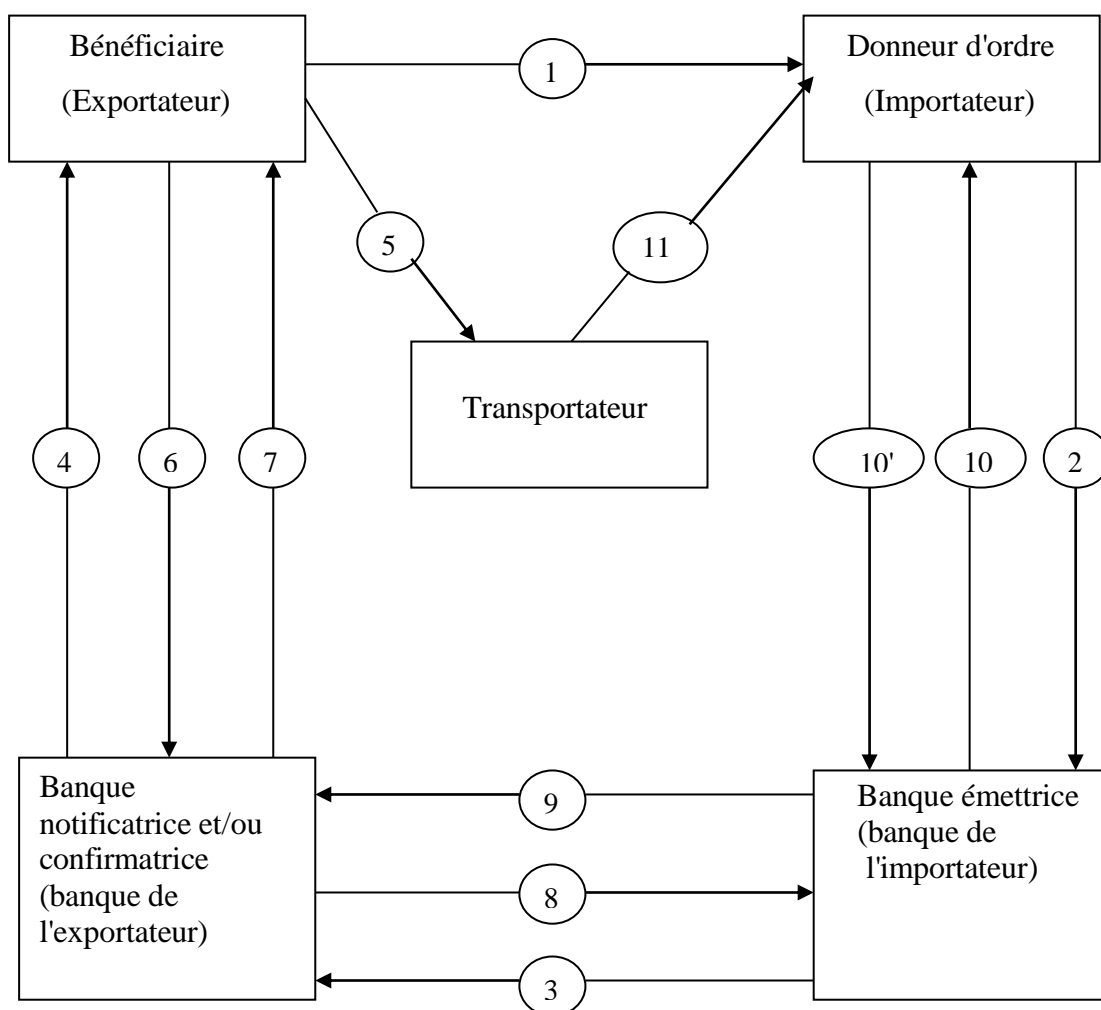 Bénéficiaire
(Exportateur)
Donneur d'ordre
(Importateur)
1
5
11
Transportateur
4
6
7
10'
10
2
Banque
notificatrice et/ou
confirmatrice
(banque de
l'exportateur)
9
8
3
Banque émettrice
(banque de
l'importateur)